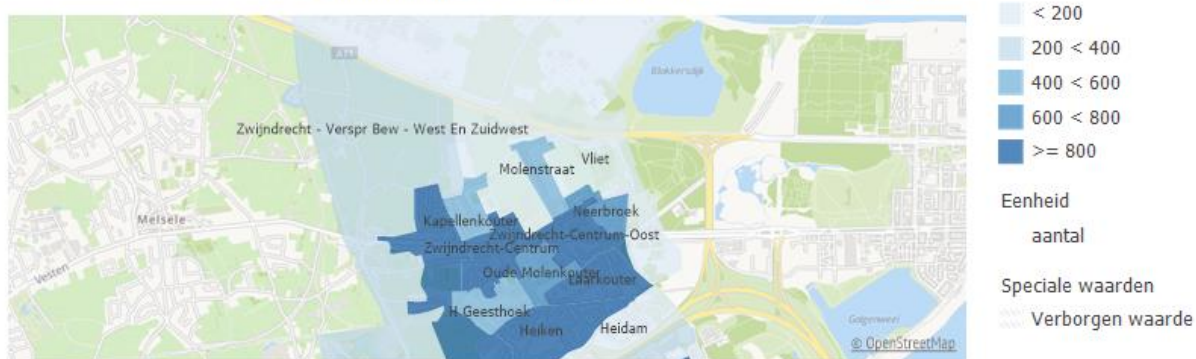 A11
Blokkersdijk
Zwijndrecht - Verspr Bew - West En Zuidwest
Vliet
Molenstraat
Melsele
Kapellenkouter
Neerbroek
Zwijndrecht-Centrum-Oost
Zwijndrecht-Centrum
Vesten
Oude Molenkouter
Laarkouter
H Geesthoek
Heiken
Heidam
Galgenweel
© OpenStreetMap
< 200
200 < 400
400 < 600
600 < 800
>= 800
Eenheid
aantal
Speciale waarden
Verborgen waarde